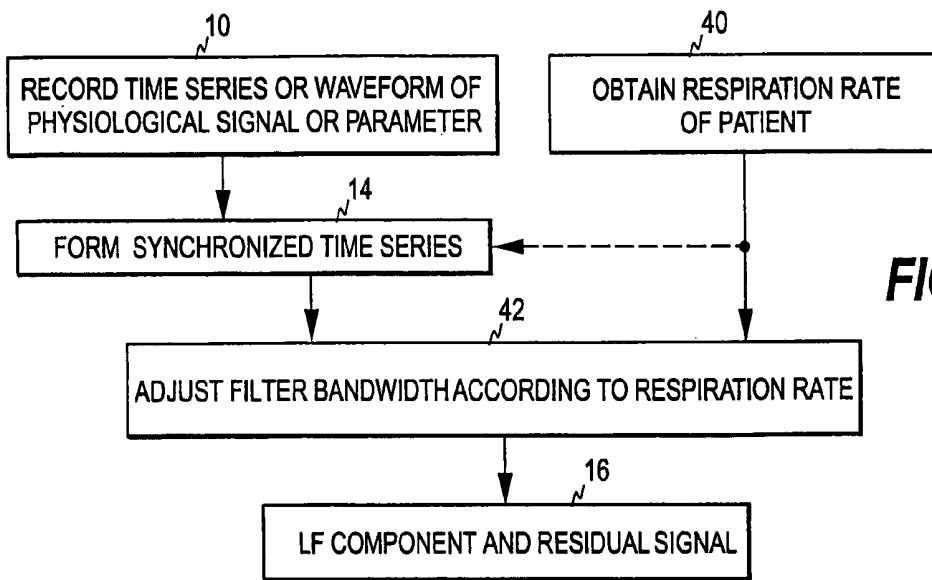 10
RECORD TIME SERIES OR WAVEFORM OF
PHYSIOLOGICAL SIGNAL OR PARAMETER
40
OBTAIN RESPIRATION RATE
OF PATIENT
14
FORM SYNCHRONIZED TIME SERIES
FIG
42
ADJUST FILTER BANDWIDTH ACCORDING TO RESPIRATION RATE
16
LF COMPONENT AND RESIDUAL SIGNAL